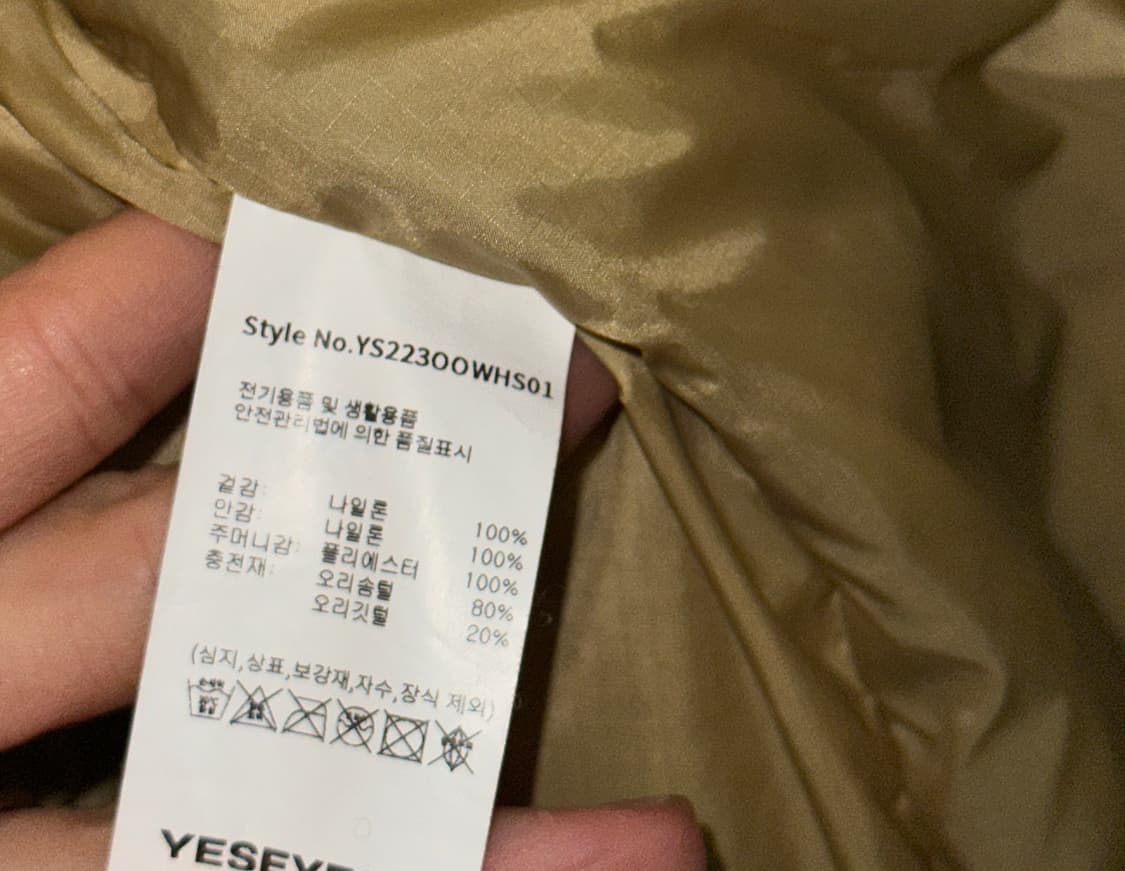 Style No.YS22300WHS01
전기용품 및 생활용품
안전관리법에 의한 품질표시
겉감: 나일론 100%
안감: 나일론 100%
주머니감: 폴리에스터 100%
충전재: 오리솜털 80%
오리깃털 20%
(심지,상표,보강재,자수,장식 제외)